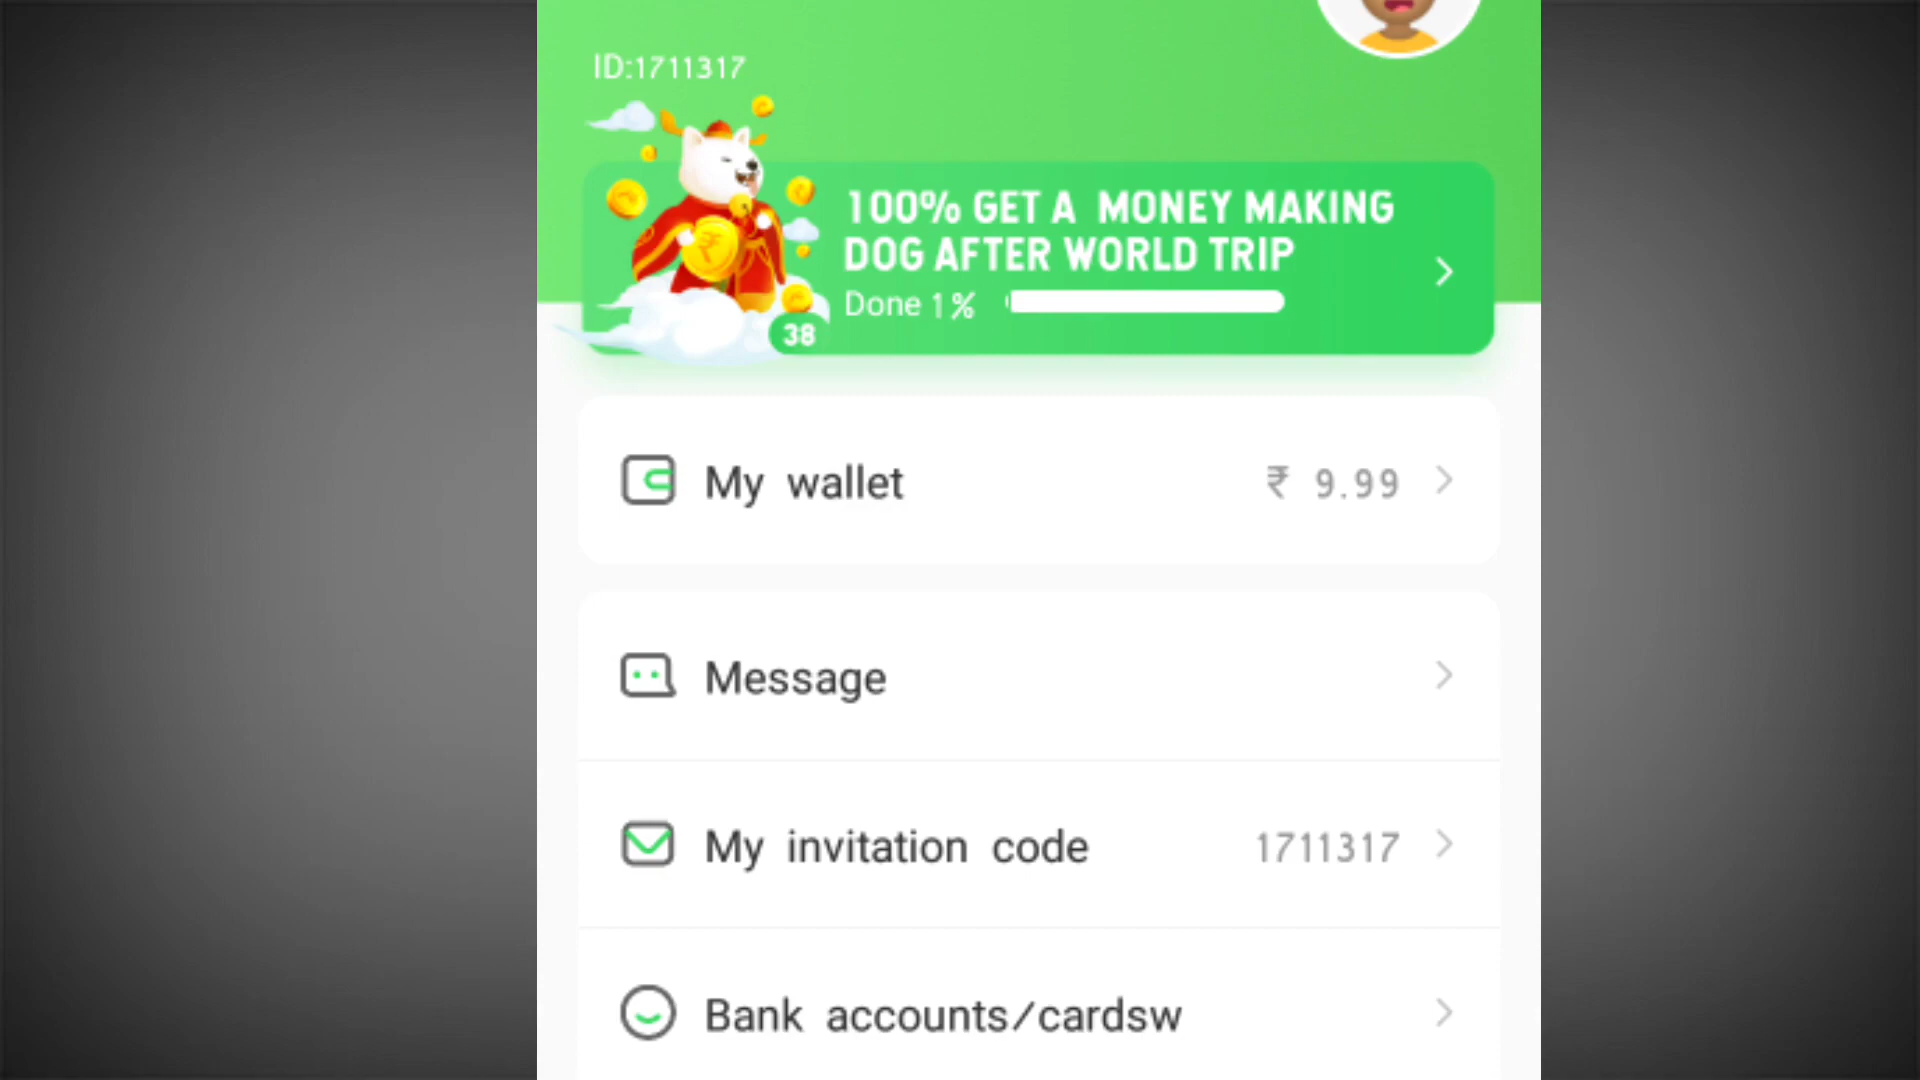 ID:1711317
100% GET A MONEY MAKING
DOG AFTER WORLD TRIP
Done 1%
38
My wallet ₹ 9.99
Message
My invitation code 1711317
Bank accounts/cardsw